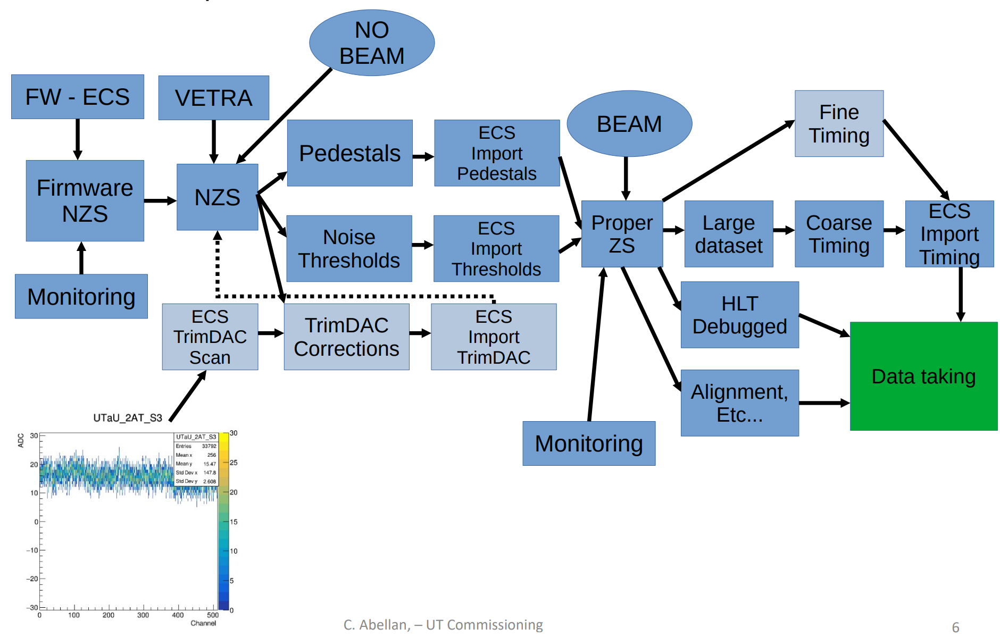 NO
BEAM
FW - ECS
VETRA
Fine
Timing
BEAM
ECS
Import
Pedestals
Pedestals
Firmware
NZS
NZS
ECS
Import
Timing
Proper
ZS
Large
dataset
Coarse
Timing
Noise
Thresholds
ECS
Import
Thresholds
Monitoring
HLT
Debugged
ECS
TrimDAC
Scan
TrimDAC
Corrections
ECS
Import
TrimDAC
Data taking
Alignment,
Etc...
Monitoring
UTaU_2AT_S3
ADC
UTaU_2AT_S3
Entries 33792
Mean x 256
Mean y 15.47
Std Dev x 147.8
Std Dev y 2.608
30
20
10
0
−10
−20
−30
0 100 200 300 400 500
Channel
30
25
20
15
10
5
0
C. Abellan, – UT Commissioning
6